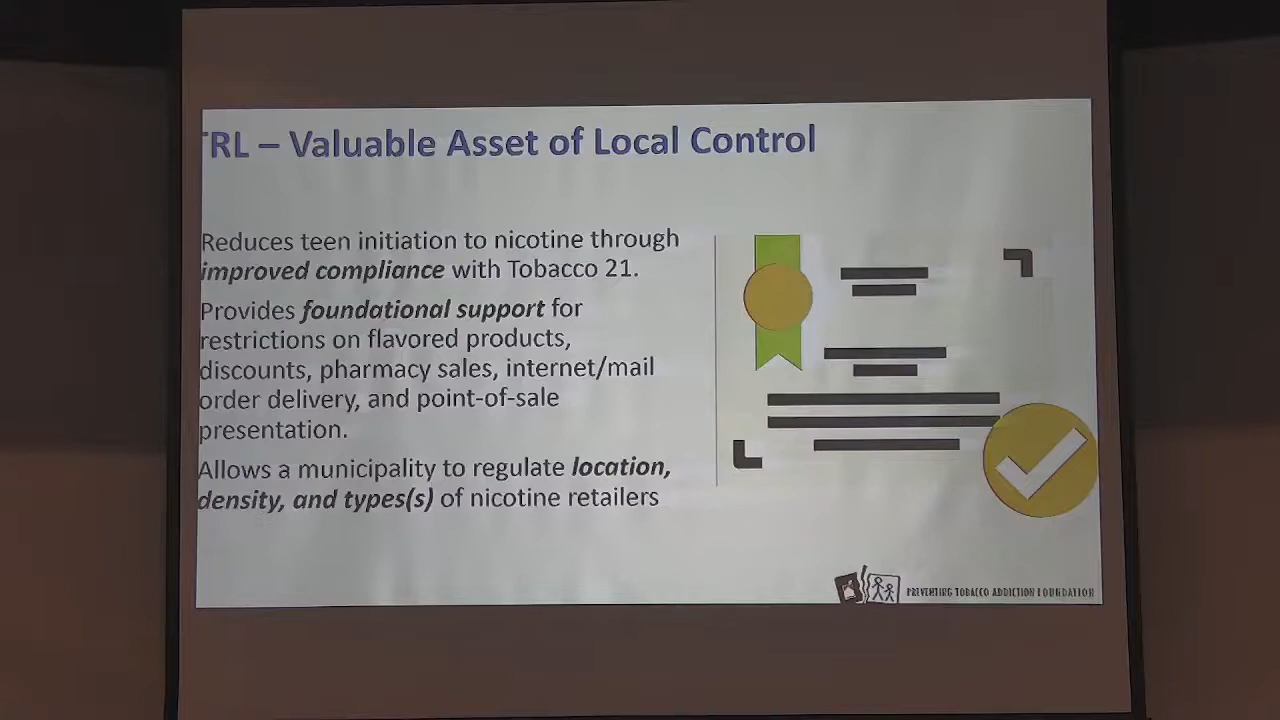 TRL – Valuable Asset of Local Control
Reduces teen initiation to nicotine through
improved compliance with Tobacco 21.
Provides foundational support for
restrictions on flavored products,
discounts, pharmacy sales, internet/mail
order delivery, and point-of-sale
presentation.
Allows a municipality to regulate location,
density, and types(s) of nicotine retailers
PREVENTING TOBACCO ADDICTION FOUNDATION